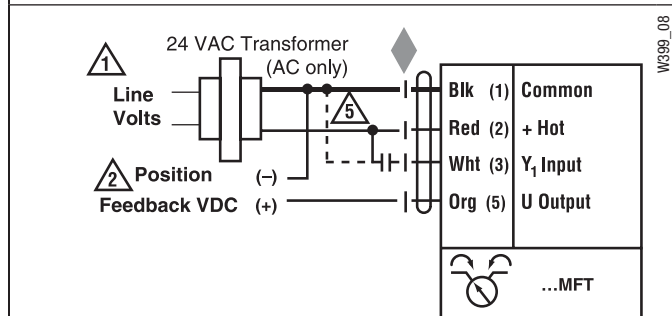 W399_08
24 VAC Transformer
(AC only)
1
Line
Volts
5
2 Position (–)
Feedback VDC (+)
Blk (1) Common
Red (2) + Hot
Wht (3) Y1 Input
Org (5) U Output
...MFT